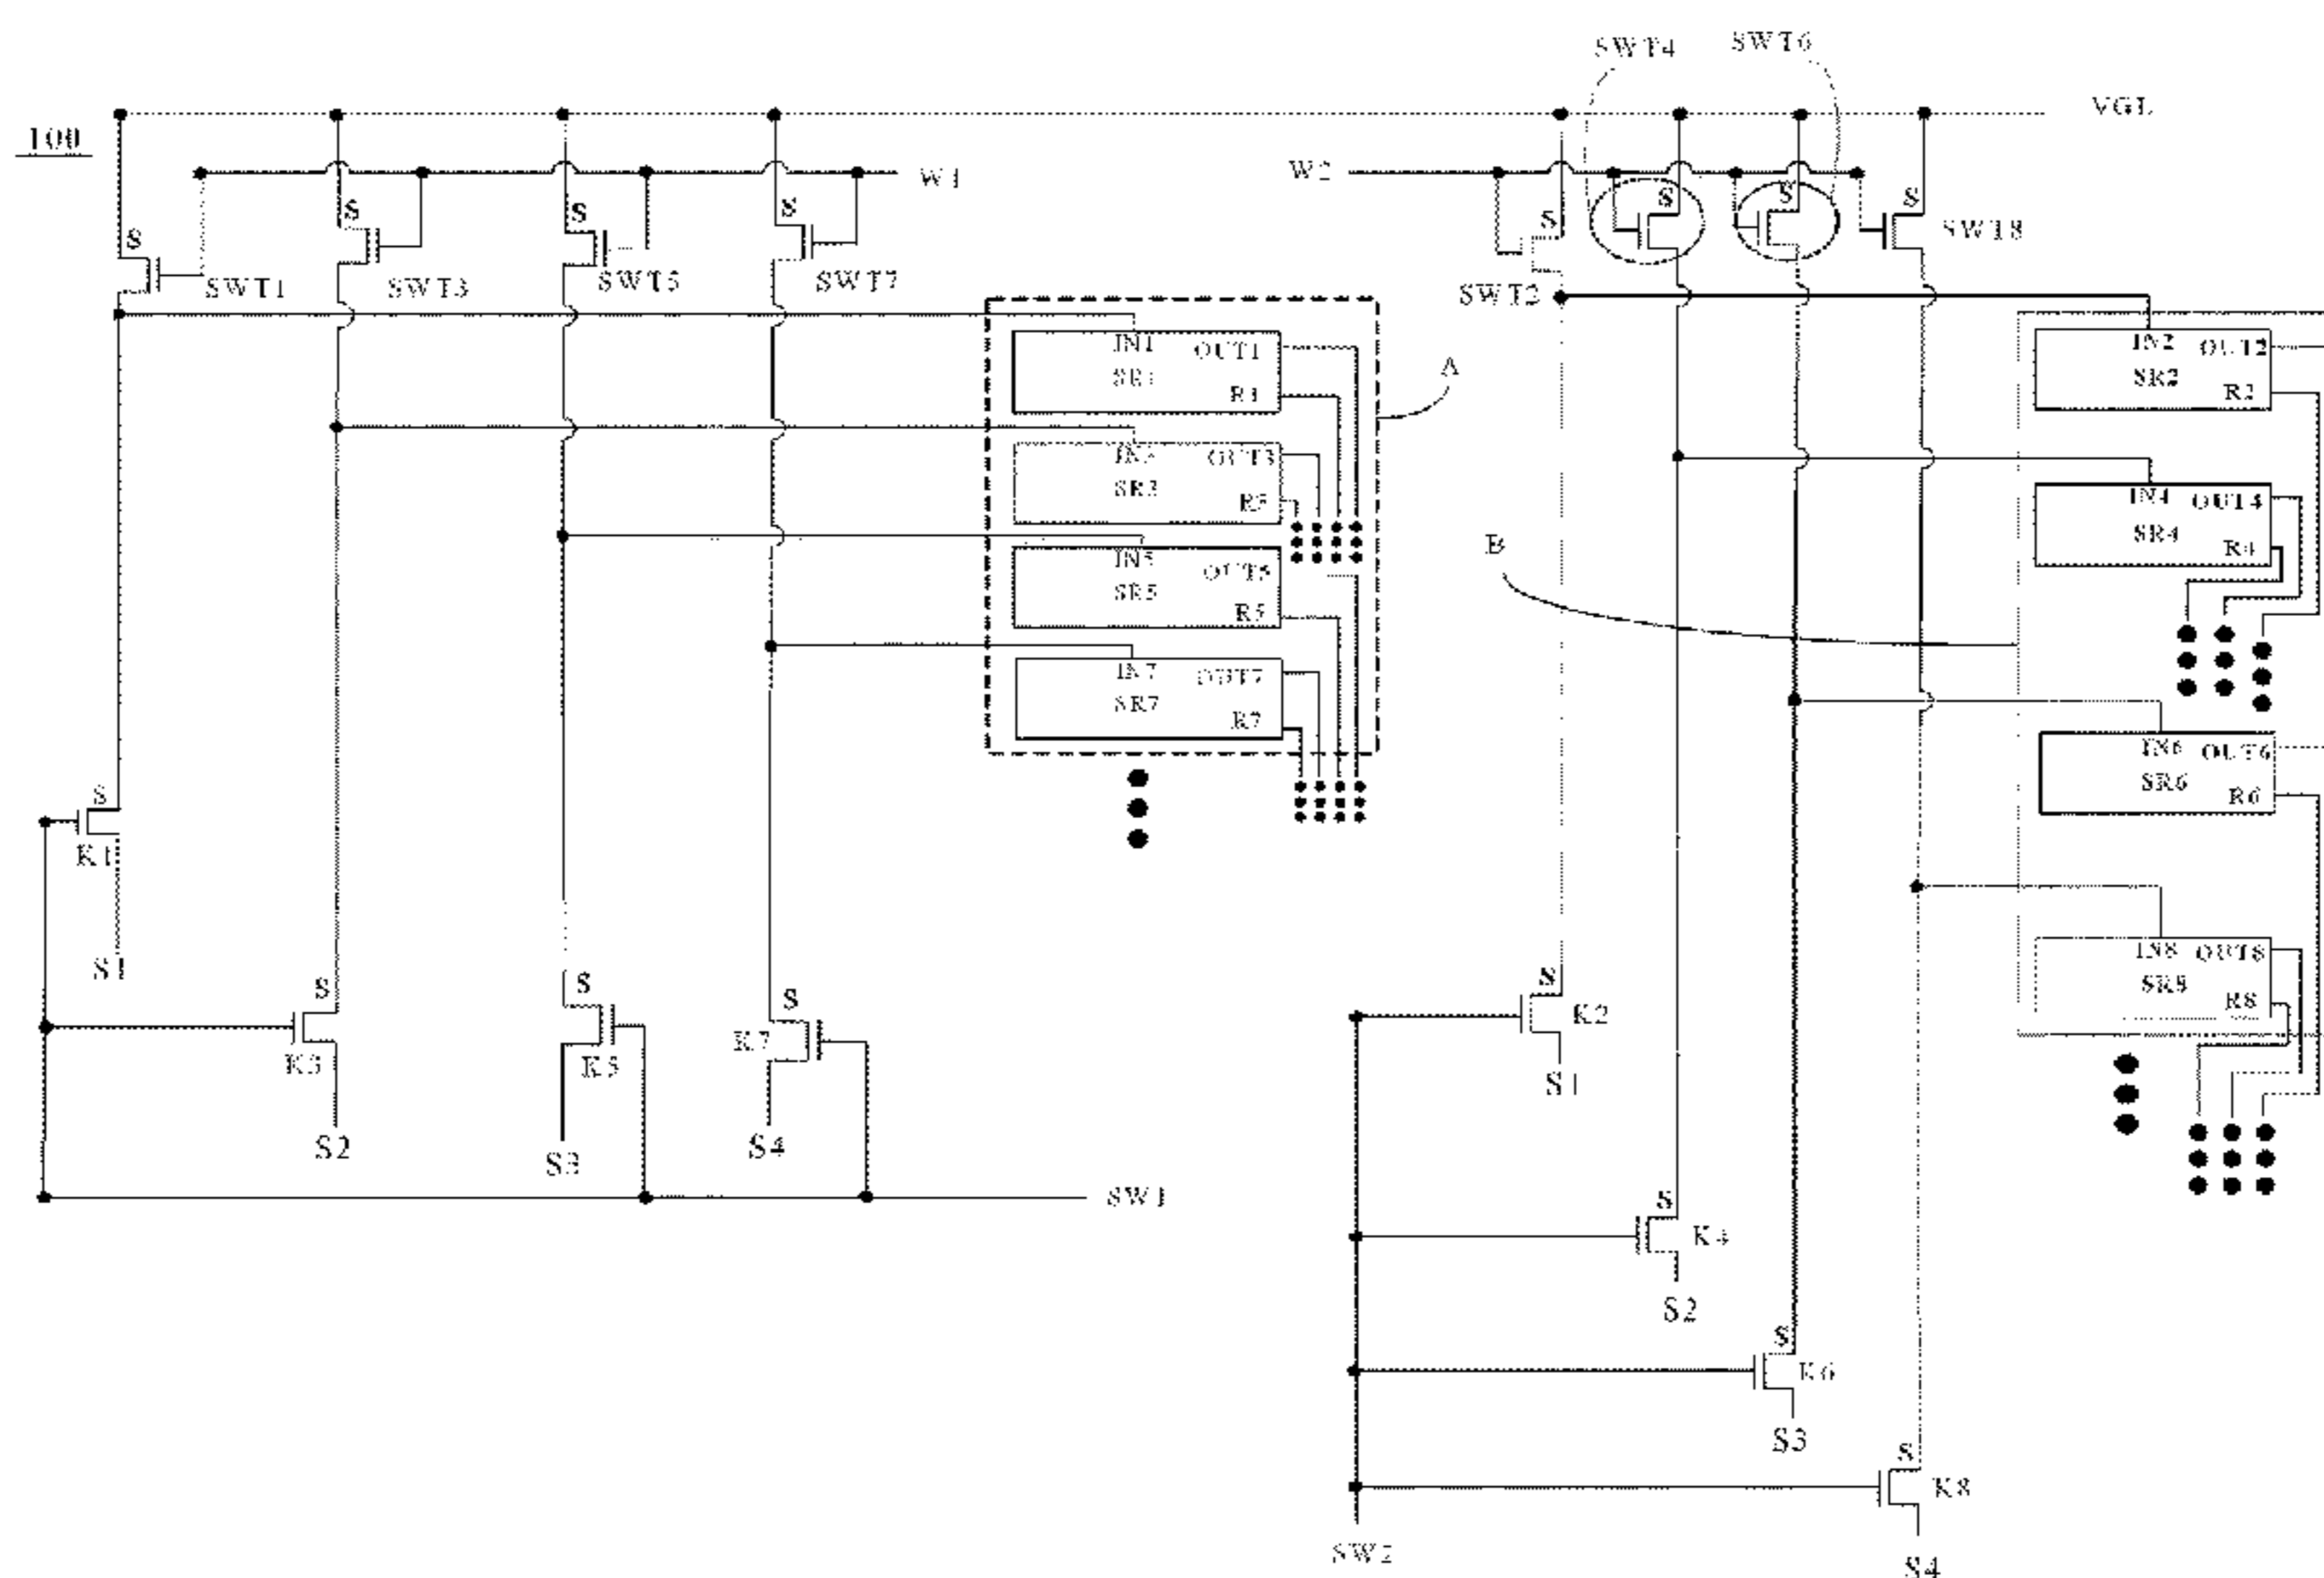 SWT4 SWT6
VGL
100
W1 W2
S S S S S S S S
SWT1 SWT3 SWT5 SWT7 SWT2 SWT8
IN1 OUT1
SR1
R1
A
IN2 OUT2
SR2
R2
IN3 OUT3
SR3
R3
IN4 OUT4
SR4
R4
B
IN5 OUT5
SR5
R5
IN7 OUT7
SR7
R7
IN6 OUT6
SR6
R6
S
K1
S1
IN8 OUT8
SR8
R8
S S S S
K3 K5 K7 K2
S2 S3 S4 S1
SW1
S
K4
S2
S
K6
S3
S
K8
SW2
S4